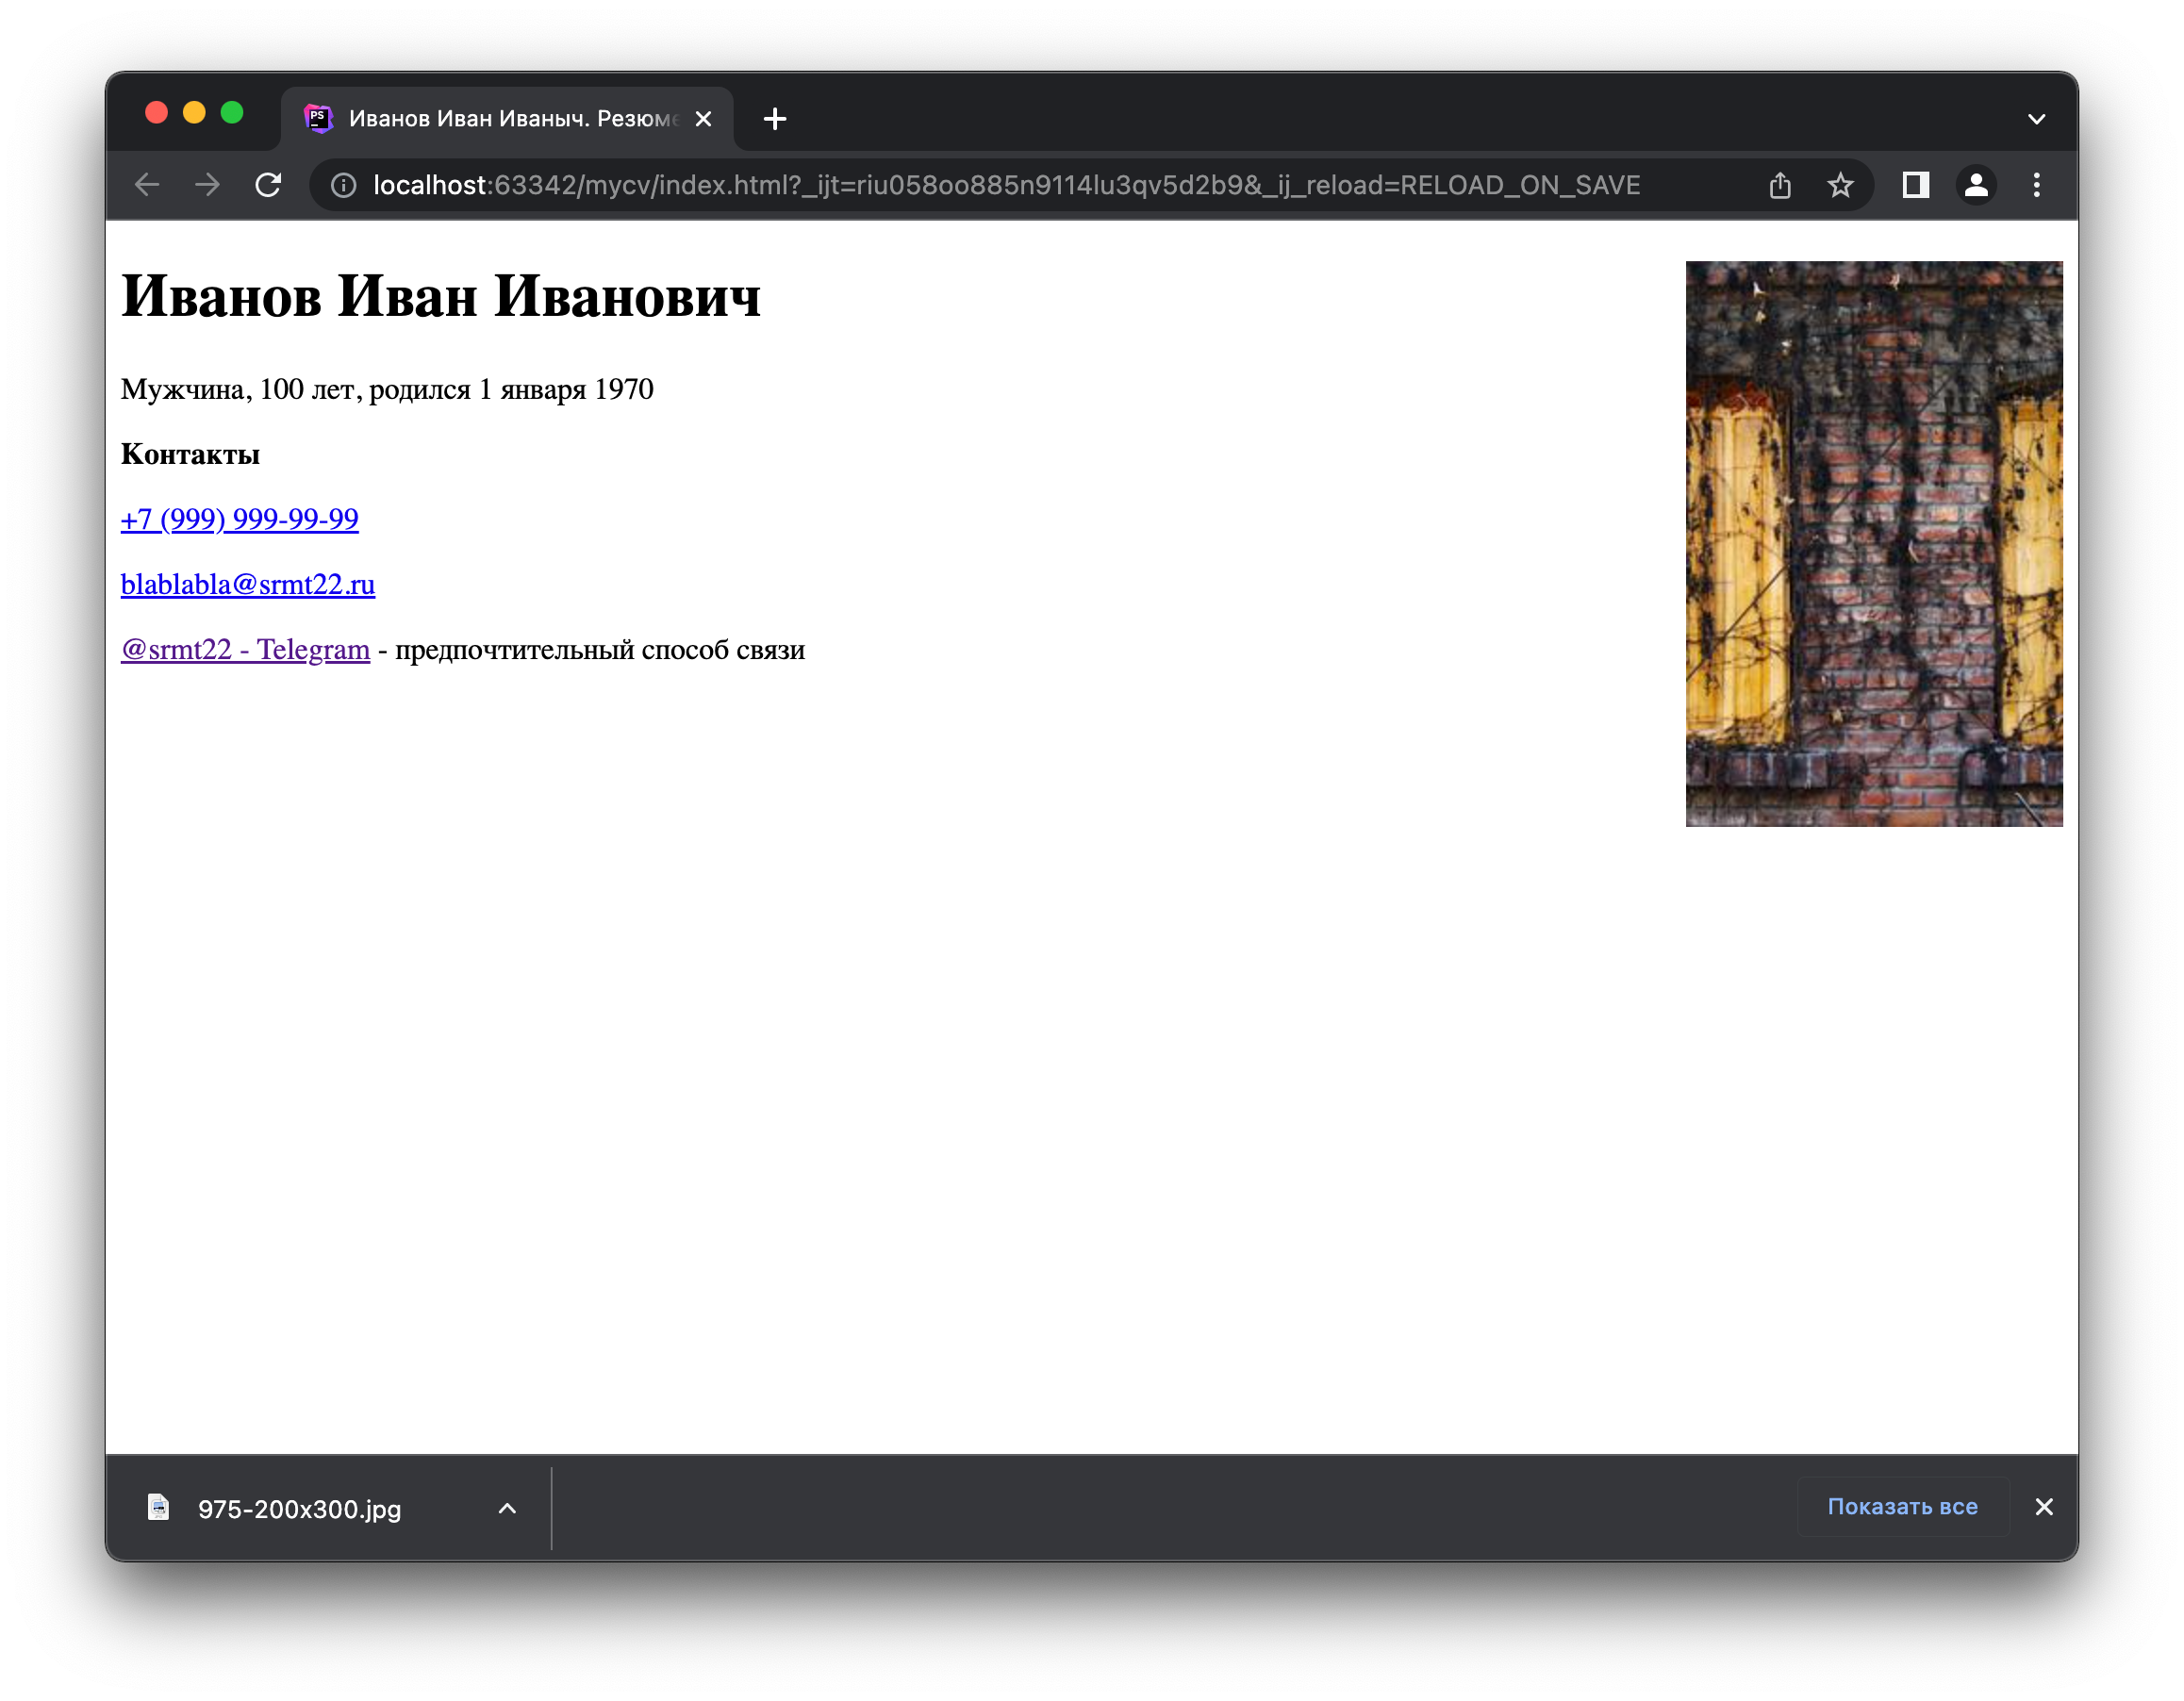 PS
Иванов Иван Иваныч. Резюме
localhost:63342/mycv/index.html?_ijt=riu058oo885n9114lu3qv5d2b9&_ij_reload=RELOAD_ON_SAVE
Иванов Иван Иванович
Мужчина, 100 лет, родился 1 января 1970
Контакты
+7 (999) 999-99-99
blablabla@srmt22.ru
@srmt22 - Telegram - предпочтительный способ связи
975-200x300.jpg
Показать все